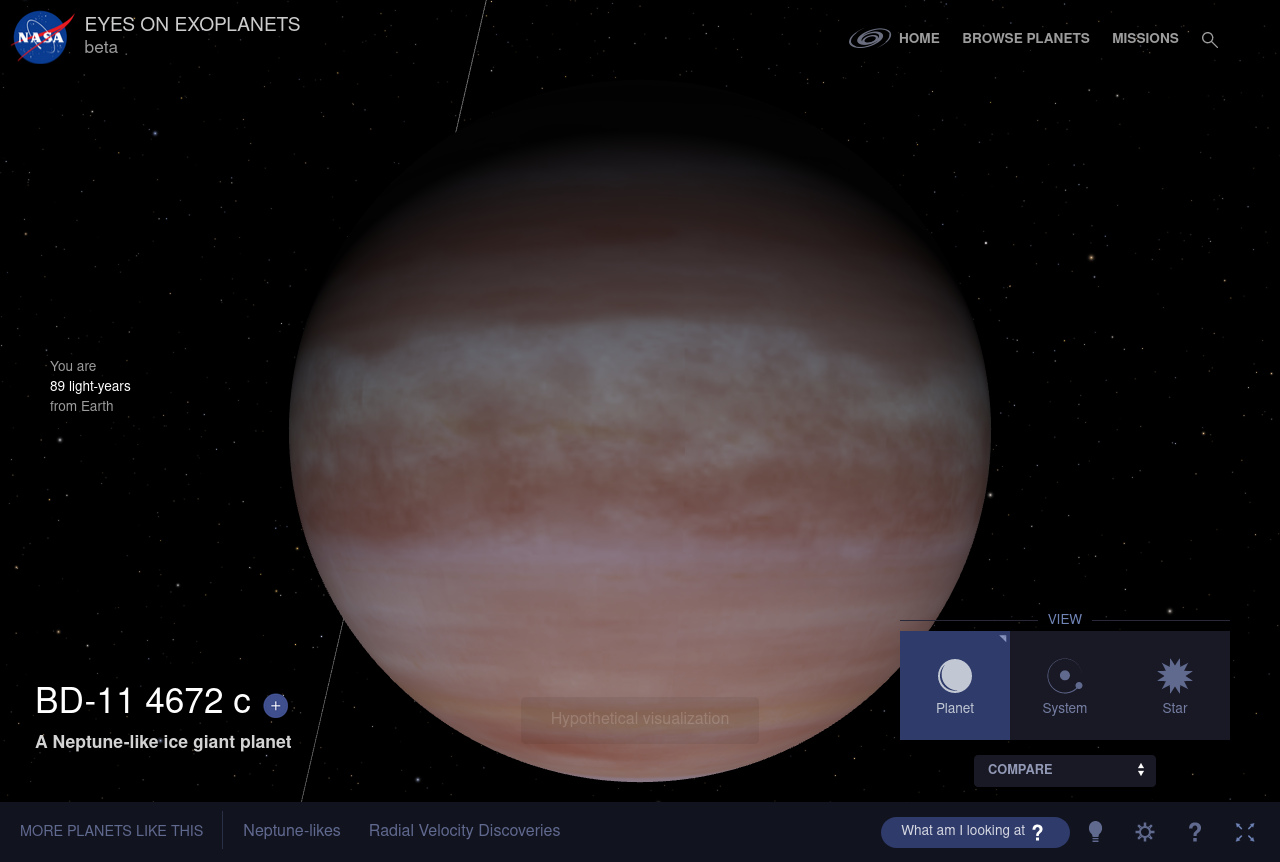 NASA
EYES ON EXOPLANETS
beta
HOME
BROWSE PLANETS
MISSIONS
You are
89 light-years
from Earth
VIEW
Planet
System
Star
BD-11 4672 c +
A Neptune-like ice giant planet
Hypothetical visualization
COMPARE
MORE PLANETS LIKE THIS
Neptune-likes
Radial Velocity Discoveries
What am I looking at ?
?